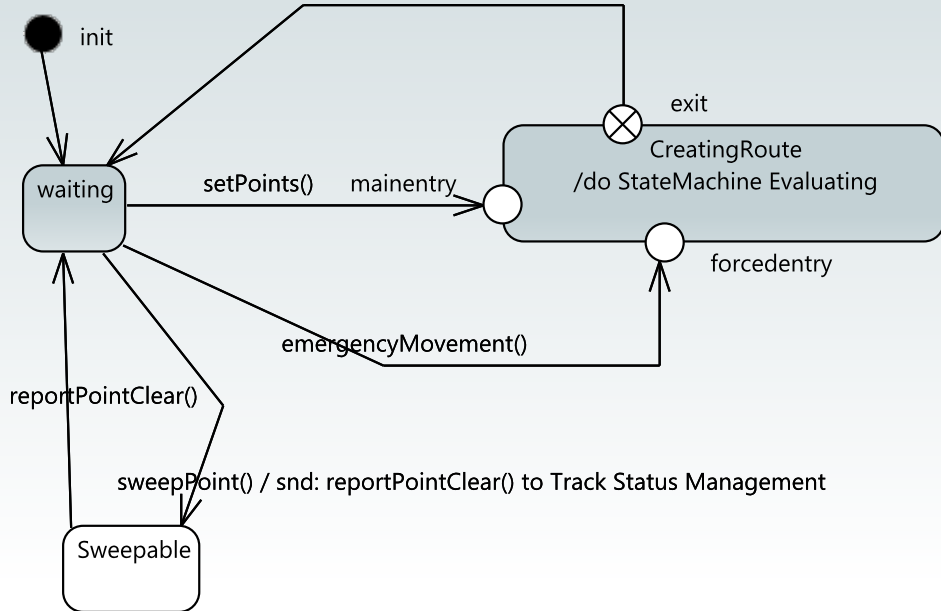 init
exit
CreatingRoute
/do StateMachine Evaluating
waiting
setPoints()
mainentry
forcedentry
emergencyMovement()
reportPointClear()
sweepPoint() / snd: reportPointClear() to Track Status Management
Sweepable